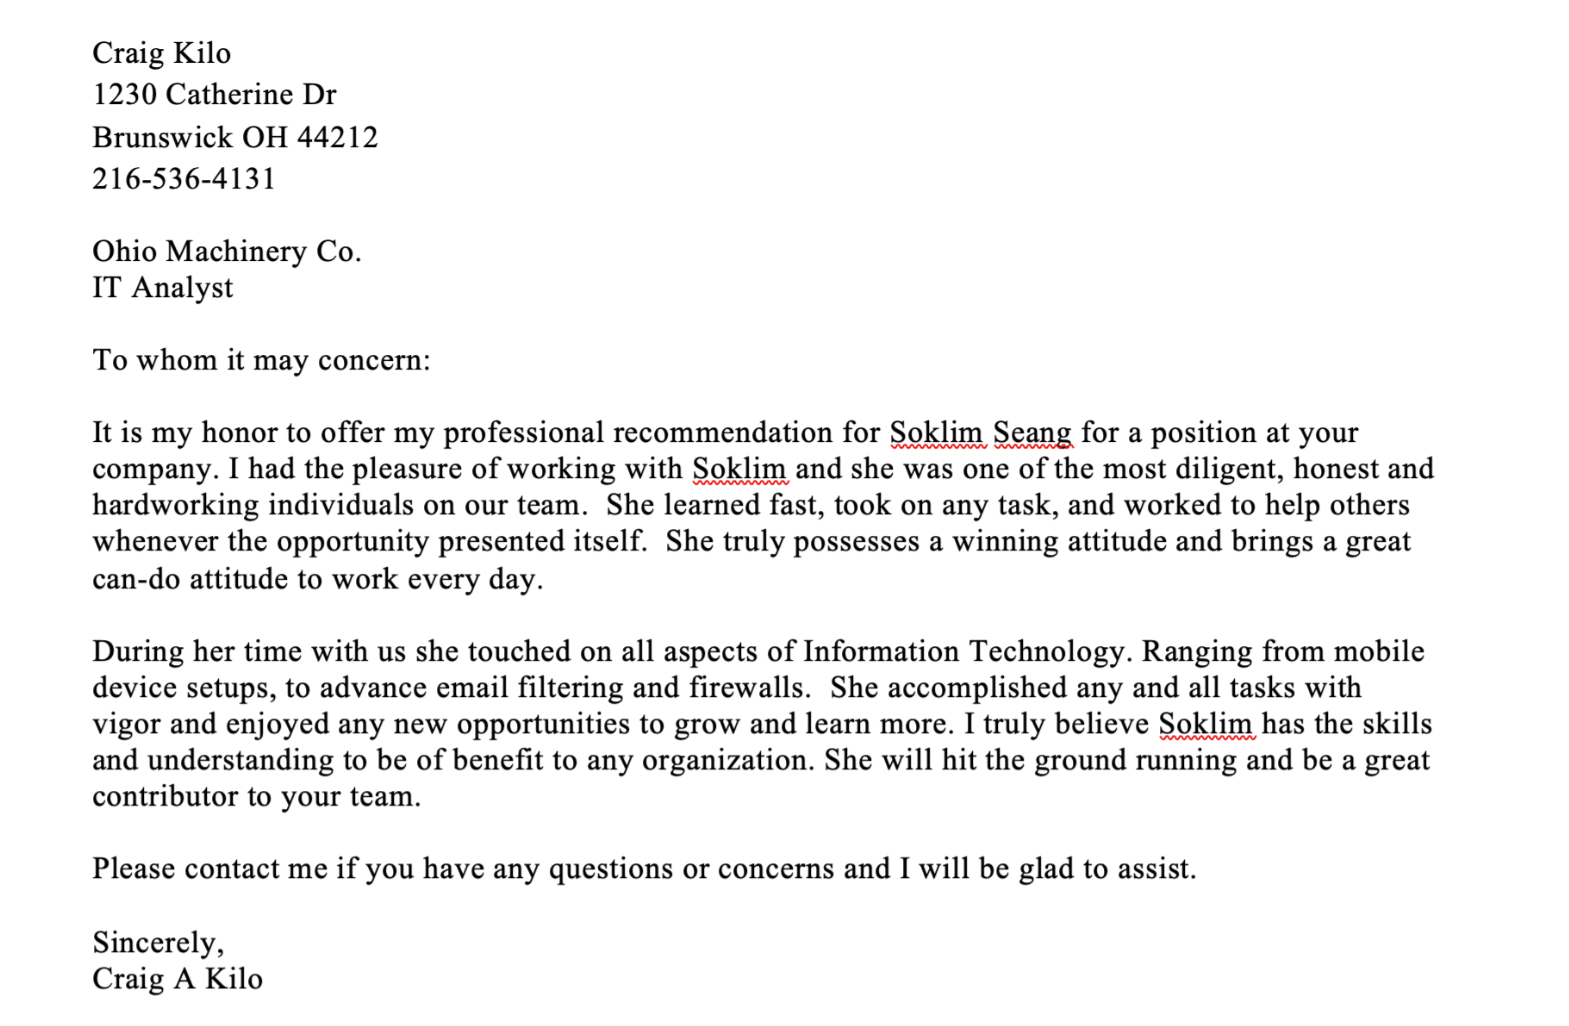 Craig Kilo
1230 Catherine Dr
Brunswick OH 44212
216-536-4131
Ohio Machinery Co.
IT Analyst
To whom it may concern:
It is my honor to offer my professional recommendation for Soklim Seang for a position at your
company. I had the pleasure of working with Soklim and she was one of the most diligent, honest and
hardworking individuals on our team.  She learned fast, took on any task, and worked to help others
whenever the opportunity presented itself.  She truly possesses a winning attitude and brings a great
can-do attitude to work every day.
During her time with us she touched on all aspects of Information Technology. Ranging from mobile
device setups, to advance email filtering and firewalls.  She accomplished any and all tasks with
vigor and enjoyed any new opportunities to grow and learn more. I truly believe Soklim has the skills
and understanding to be of benefit to any organization. She will hit the ground running and be a great
contributor to your team.
Please contact me if you have any questions or concerns and I will be glad to assist.
Sincerely,
Craig A Kilo